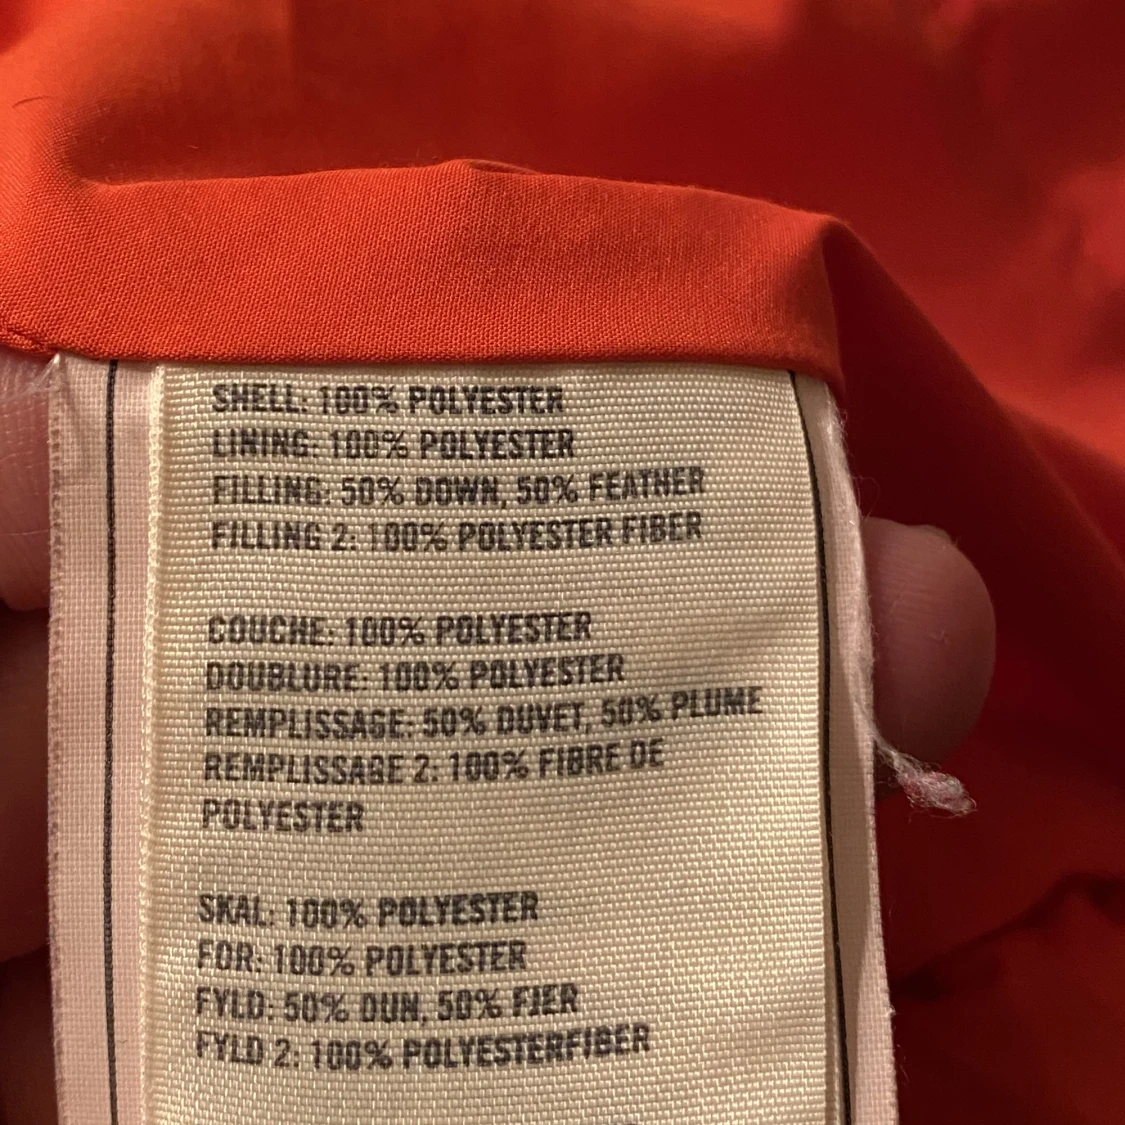 SHELL: 100% POLYESTER
LINING: 100% POLYESTER
FILLING: 50% DOWN, 50% FEATHER
FILLING 2: 100% POLYESTER FIBER
COUCHE: 100% POLYESTER
DOUBLURE: 100% POLYESTER
REMPLISSAGE: 50% DUVET, 50% PLUME
REMPLISSAGE 2: 100% FIBRE DE
POLYESTER
SKAL: 100% POLYESTER
FOR: 100% POLYESTER
FYLD: 50% DUN, 50% FJER
FYLD 2: 100% POLYESTERFIBER